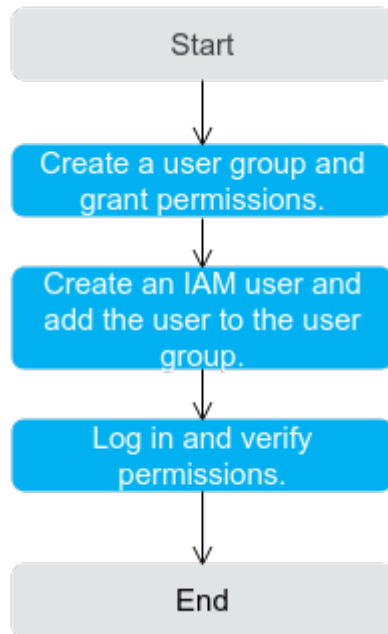 Start
Create a user group and
grant permissions.
Create an IAM user and
add the user to the user
group.
Log in and verify
permissions.
End